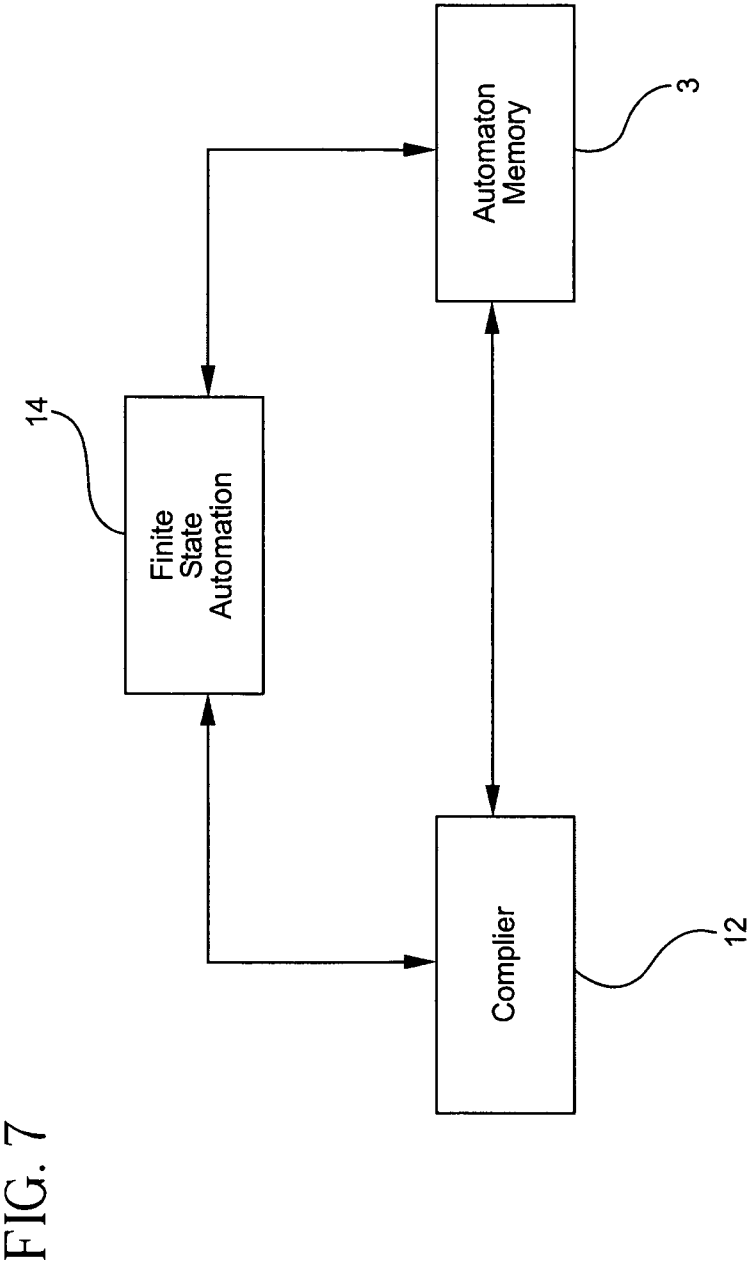 FIG. 7
14
Finite
State
Automation
Complier
12
Automaton
Memory
3